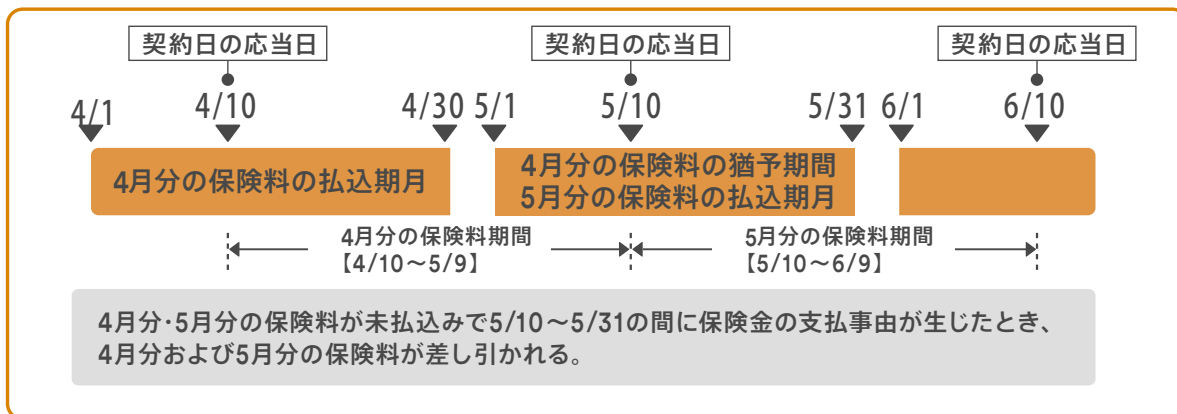 契約日の応当日 契約日の応当日 契約日の応当日
4/1 4/10 4/30 5/1 5/10 5/31 6/1 6/10
4月分の保険料の払込期月
4月分の保険料の猶予期間
5月分の保険料の払込期月
4月分の保険料期間
【4/10〜5/9】
5月分の保険料期間
【5/10〜6/9】
4月分・5月分の保険料が未払込みで5/10〜5/31の間に保険金の支払事由が生じたとき、
4月分および5月分の保険料が差し引かれる。